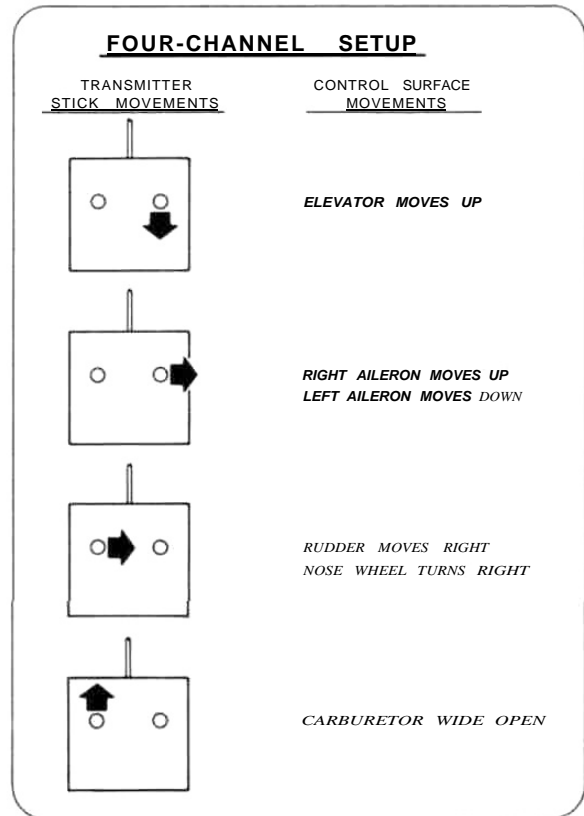 FOUR-CHANNEL SETUP
TRANSMITTER
STICK MOVEMENTS
CONTROL SURFACE
MOVEMENTS
ELEVATOR MOVES UP
RIGHT AILERON MOVES UP
LEFT AILERON MOVES DOWN
RUDDER MOVES RIGHT
NOSE WHEEL TURNS RIGHT
CARBURETOR WIDE OPEN